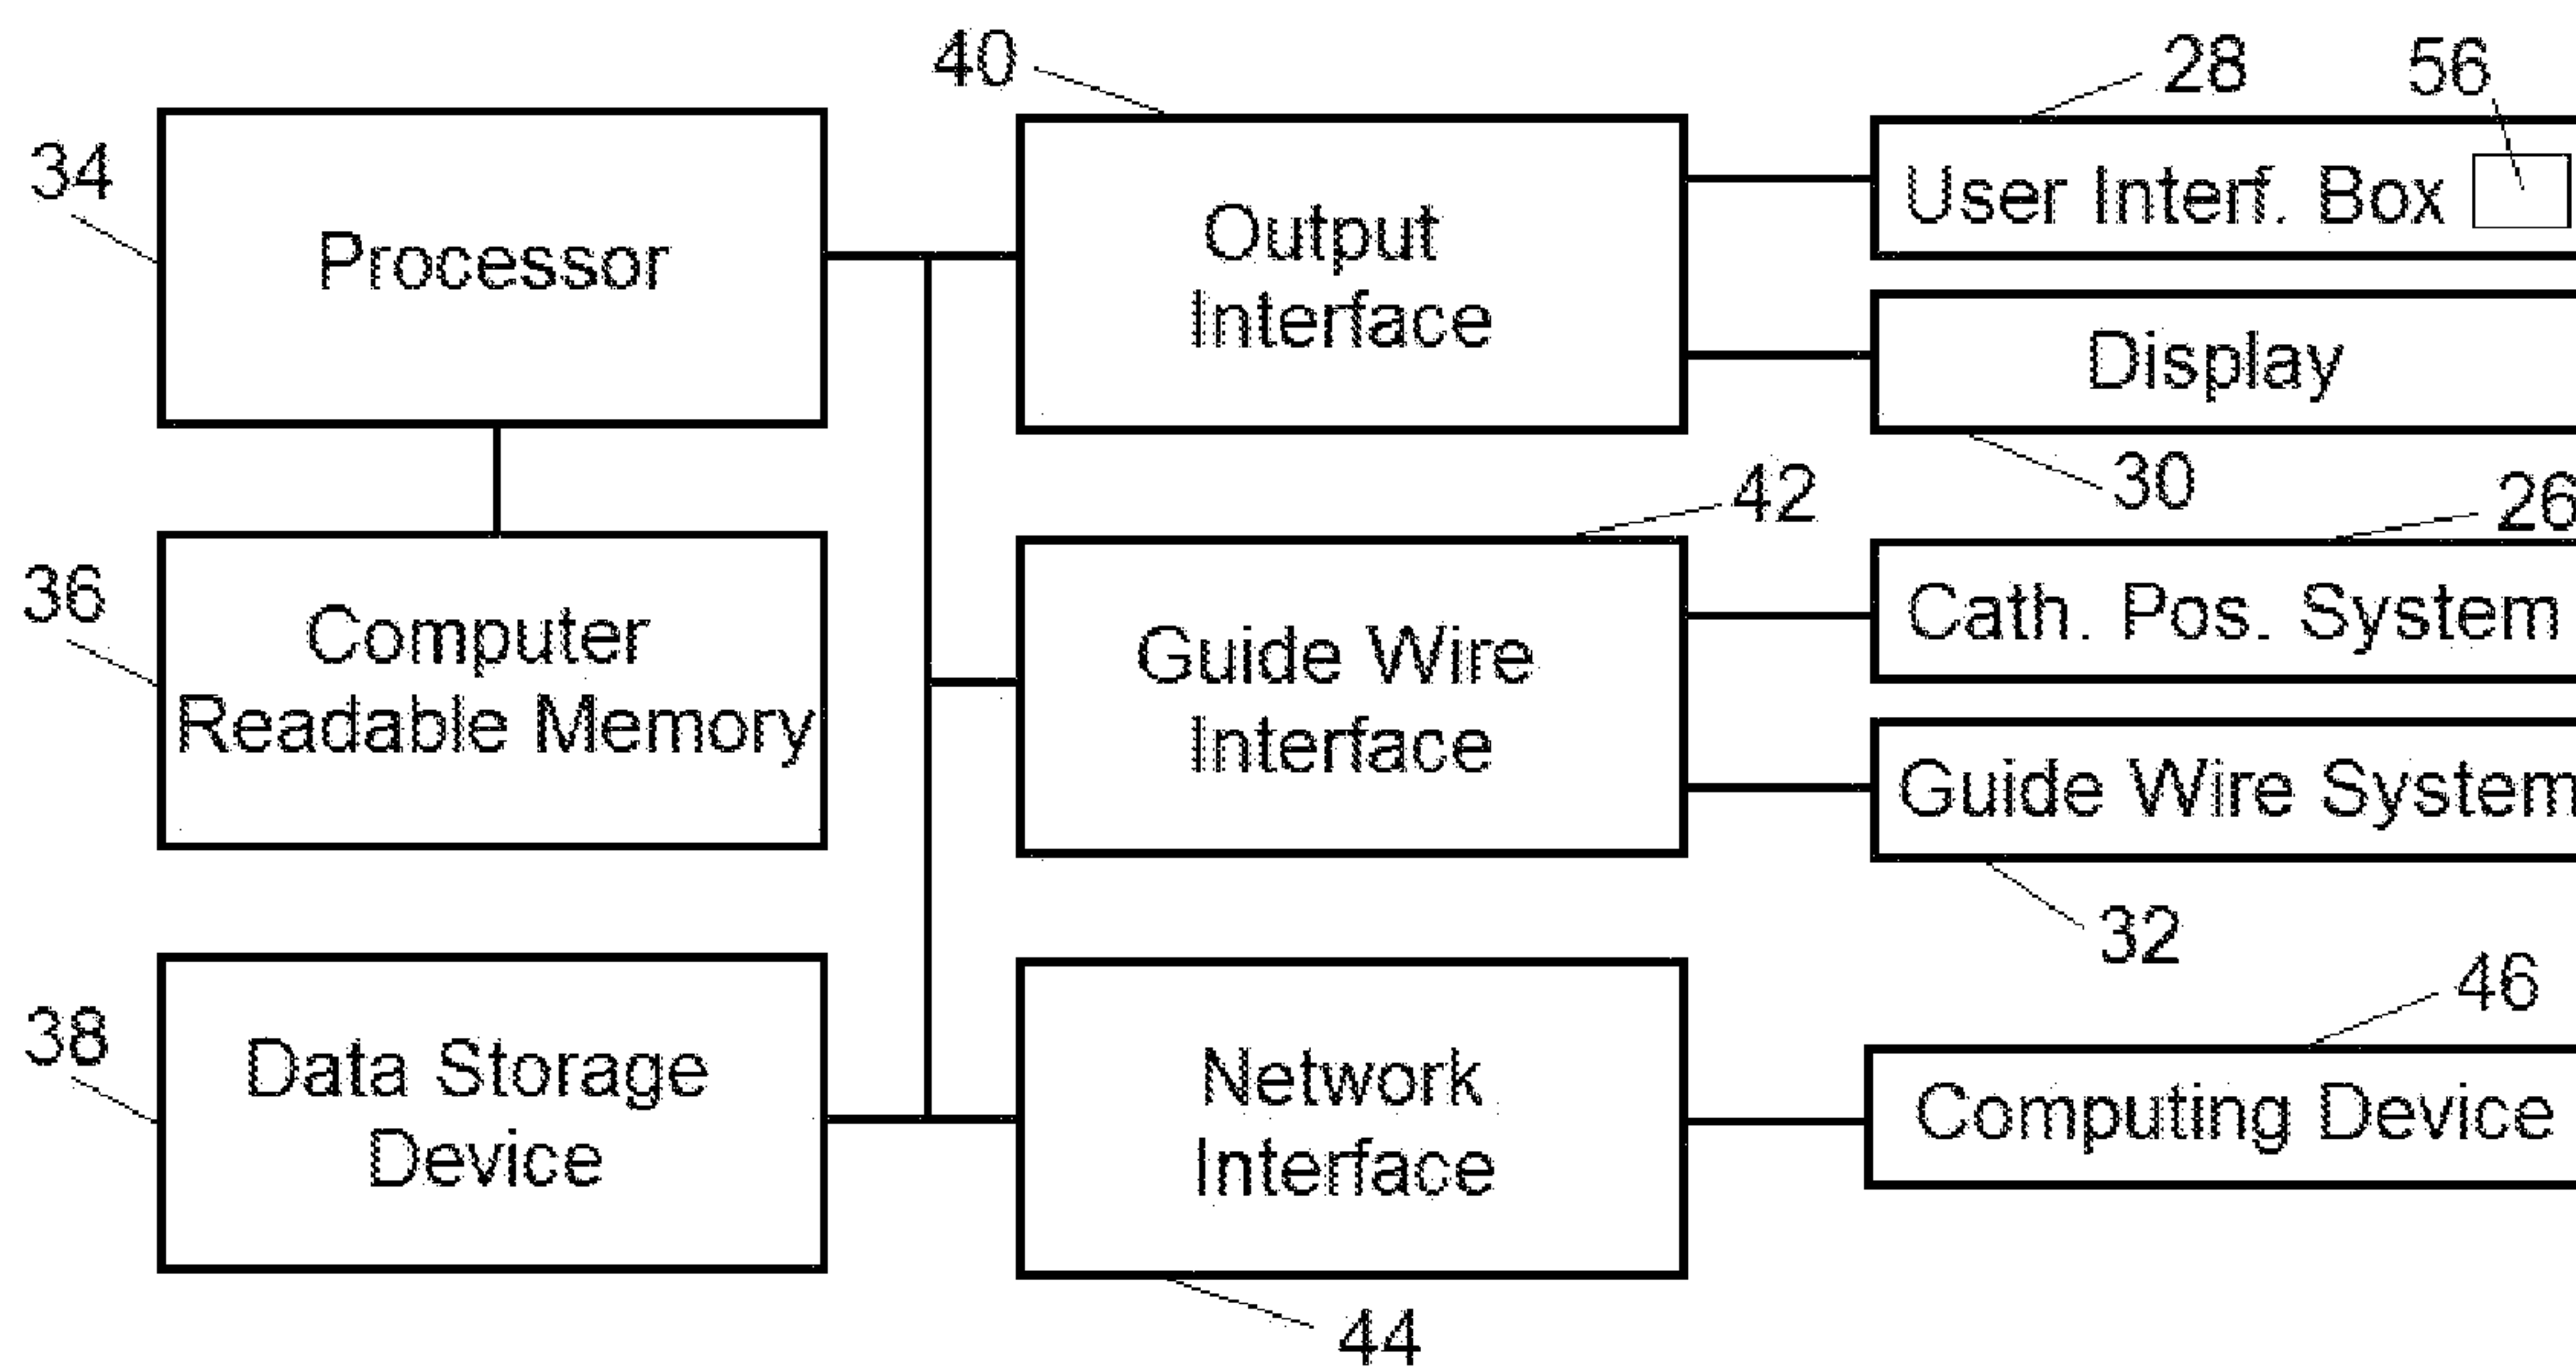 40
28
56
34
Processor
Output
Interface
User Interf. Box
Display
30
42
26
36
Computer
Readable Memory
Guide Wire
Interface
Cath. Pos. System
Guide Wire System
32
46
38
Data Storage
Device
Network
Interface
Computing Device
44